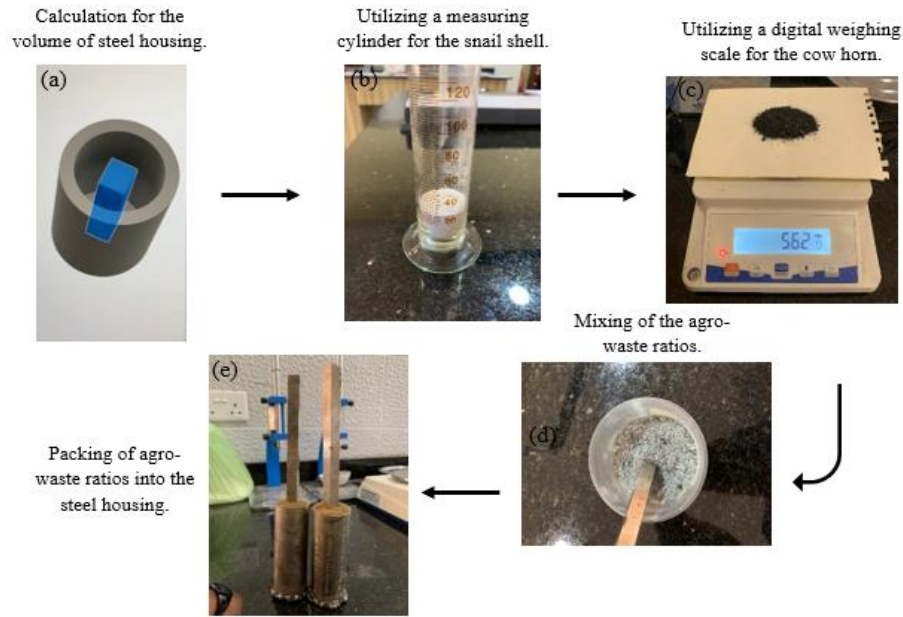 Calculation for the
volume of steel housing.
(a)
Utilizing a measuring
cylinder for the snail shell.
(b)
120
100
80
60
40
Utilizing a digital weighing
scale for the cow horn.
(c)
562
Mixing of the agro-
waste ratios.
(d)
(e)
Packing of agro-
waste ratios into the
steel housing.